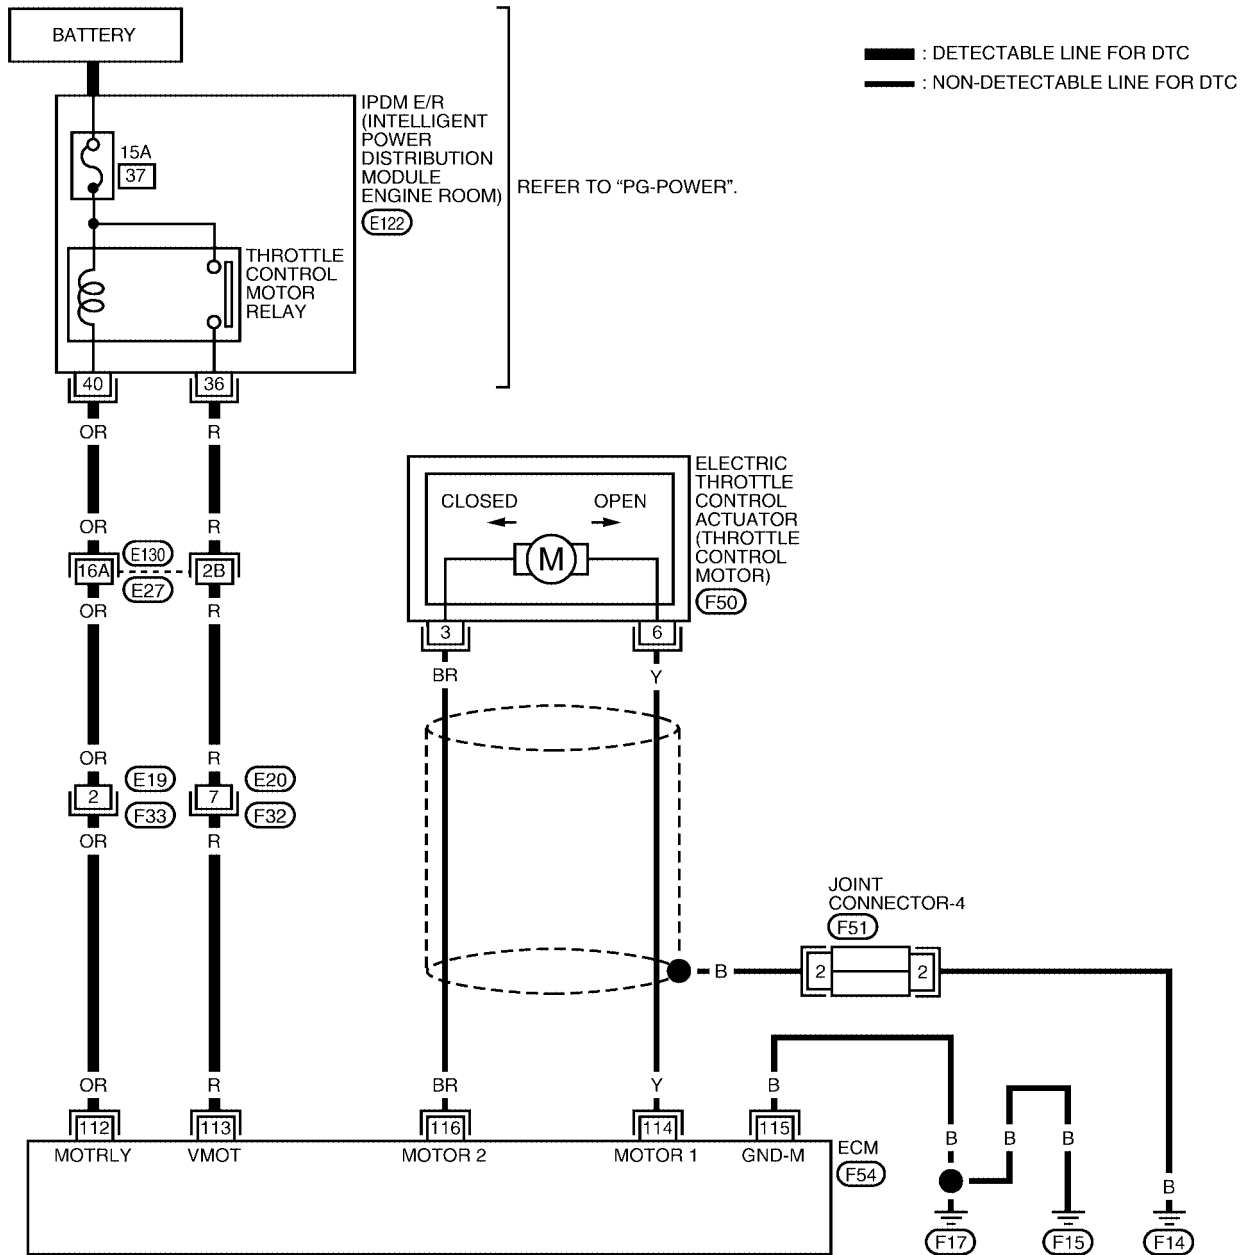 BATTERY
: DETECTABLE LINE FOR DTC
: NON-DETECTABLE LINE FOR DTC
IPDM E/R
(INTELLIGENT
POWER
DISTRIBUTION
MODULE
ENGINE ROOM)
E122
15A
37
REFER TO “PG-POWER”.
THROTTLE
CONTROL
MOTOR
RELAY
40
36
OR
R
ELECTRIC
THROTTLE
CONTROL
ACTUATOR
(THROTTLE
CONTROL
MOTOR)
F50
CLOSED
OPEN
M
OR
R
16A
E130
E27
2B
OR
R
3
6
BR
Y
OR
R
2
E19
F33
7
E20
F32
OR
R
JOINT
CONNECTOR-4
F51
B
2
2
OR
R
BR
Y
B
112
113
116
114
115
MOTRLY
VMOT
MOTOR 2
MOTOR 1
GND-M
ECM
F54
B
B
B
B
F17
F15
F14